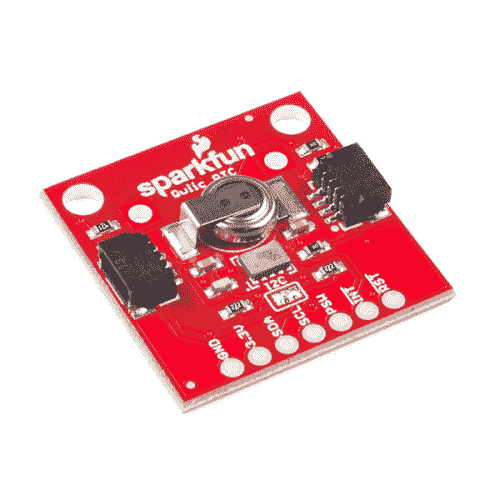 sparkfun
Qwiic RTC
I2C
GND
3.3V
SDA
SCL
PSW
INT
RST